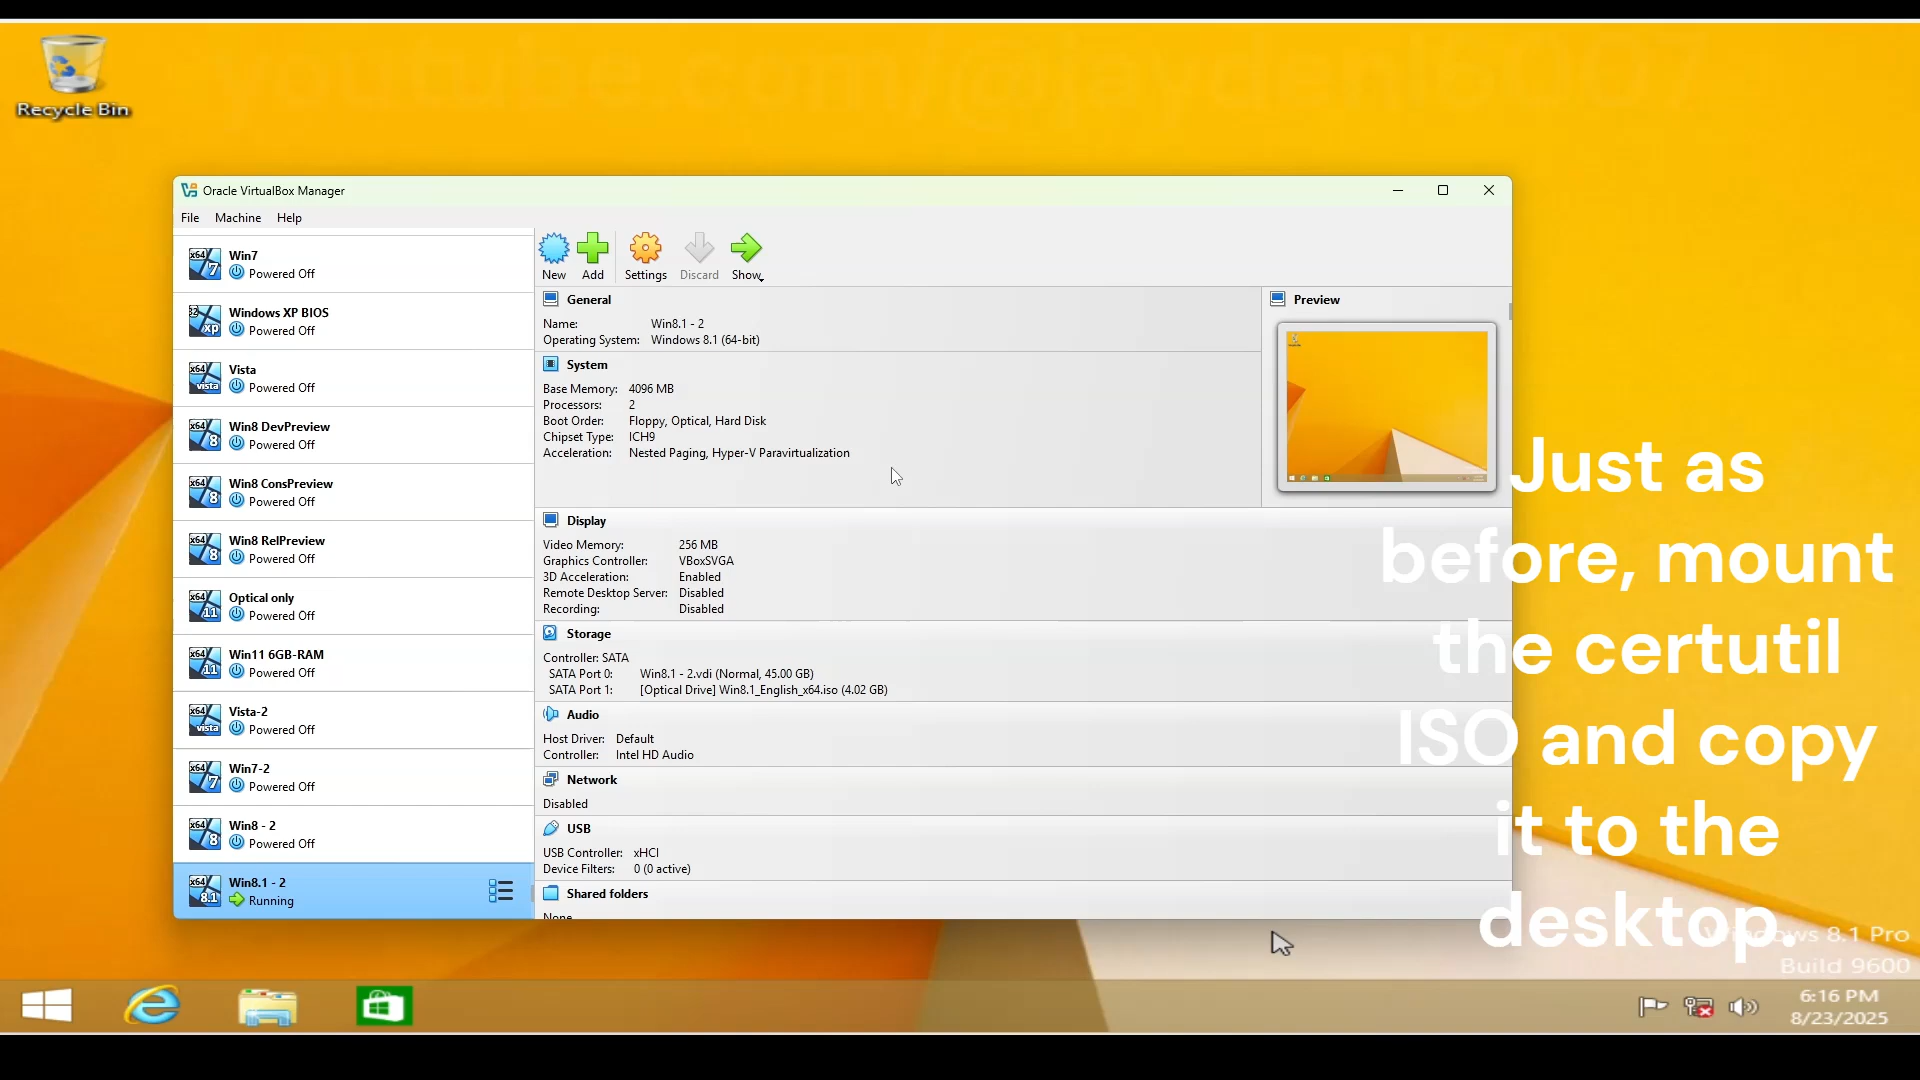 youtube.com/@jaydenl6007
Recycle Bin
Oracle VirtualBox Manager
File Machine Help
Win7
Powered Off
Windows XP BIOS
Powered Off
Vista
Powered Off
Win8 DevPreview
Powered Off
Win8 ConsPreview
Powered Off
Win8 RelPreview
Powered Off
Optical only
Powered Off
Win11 6GB-RAM
Powered Off
Vista-2
Powered Off
Win7-2
Powered Off
Win8 - 2
Powered Off
Win8.1 - 2
Running
New Add Settings Discard Show
General
Name: Win8.1 - 2
Operating System: Windows 8.1 (64-bit)
System
Base Memory: 4096 MB
Processors: 2
Boot Order: Floppy, Optical, Hard Disk
Chipset Type: ICH9
Acceleration: Nested Paging, Hyper-V Paravirtualization
Preview
Display
Video Memory: 256 MB
Graphics Controller: VBoxSVGA
3D Acceleration: Enabled
Remote Desktop Server: Disabled
Recording: Disabled
Storage
Controller: SATA
SATA Port 0: Win8.1 - 2.vdi (Normal, 45.00 GB)
SATA Port 1: [Optical Drive] Win8.1_English_x64.iso (4.02 GB)
Audio
Host Driver: Default
Controller: Intel HD Audio
Network
Disabled
USB
USB Controller: xHCI
Device Filters: 0 (0 active)
Shared folders
None
Just as
before, mount
the certutil
ISO and copy
it to the
desktop.
Windows 8.1 Pro
Build 9600
6:16 PM
8/23/2025